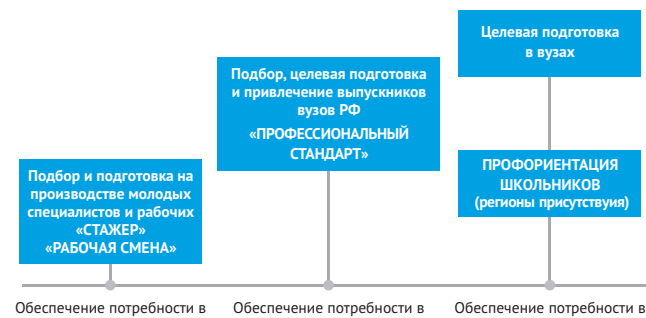 Целевая подготовка
в вузах
Подбор, целевая подготовка
и привлечение выпускников
вузов РФ
«ПРОФЕССИОНАЛЬНЫЙ
СТАНДАРТ»
ПРОФОРИЕНТАЦИЯ
ШКОЛЬНИКОВ
(регионы присутствуия)
Подбор и подготовка на
производстве молодых
специалистов и рабочих
«СТАЖЕР»
«РАБОЧАЯ СМЕНА»
Обеспечение потребности в
Обеспечение потребности в
Обеспечение потребности в